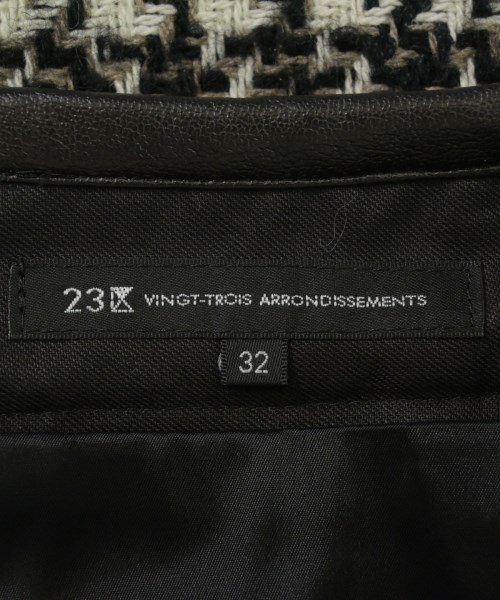 23区 VINGT-TROIS ARRONDISSEMENTS
32